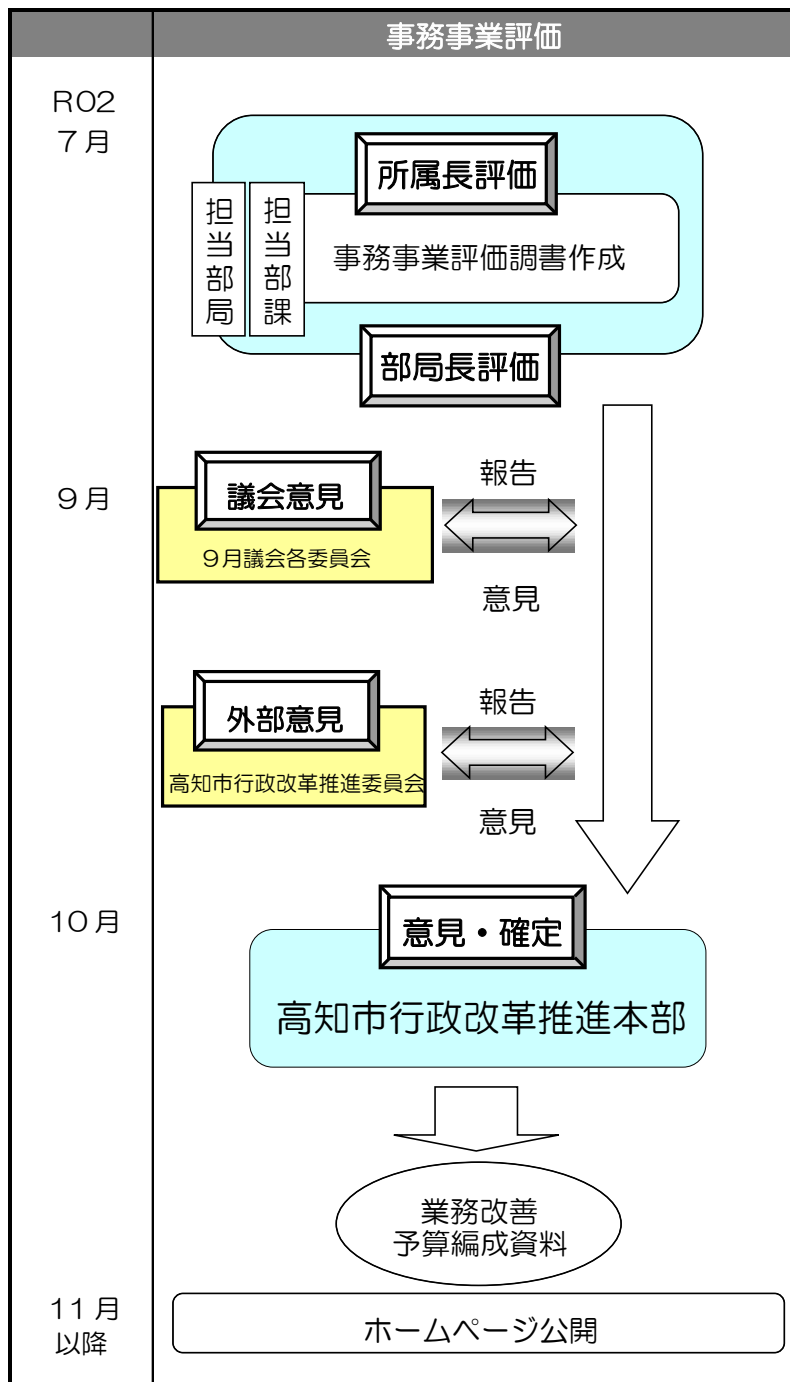 事務事業評価
R02
７月
所属長評価
担当部局
担当部課
事務事業評価調書作成
部局長評価
９月
議会意見
９月議会各委員会
報告
意見
外部意見
高知市行政改革推進委員会
報告
意見
10月
意見・確定
高知市行政改革推進本部
業務改善
予算編成資料
11月
以降
ホームページ公開